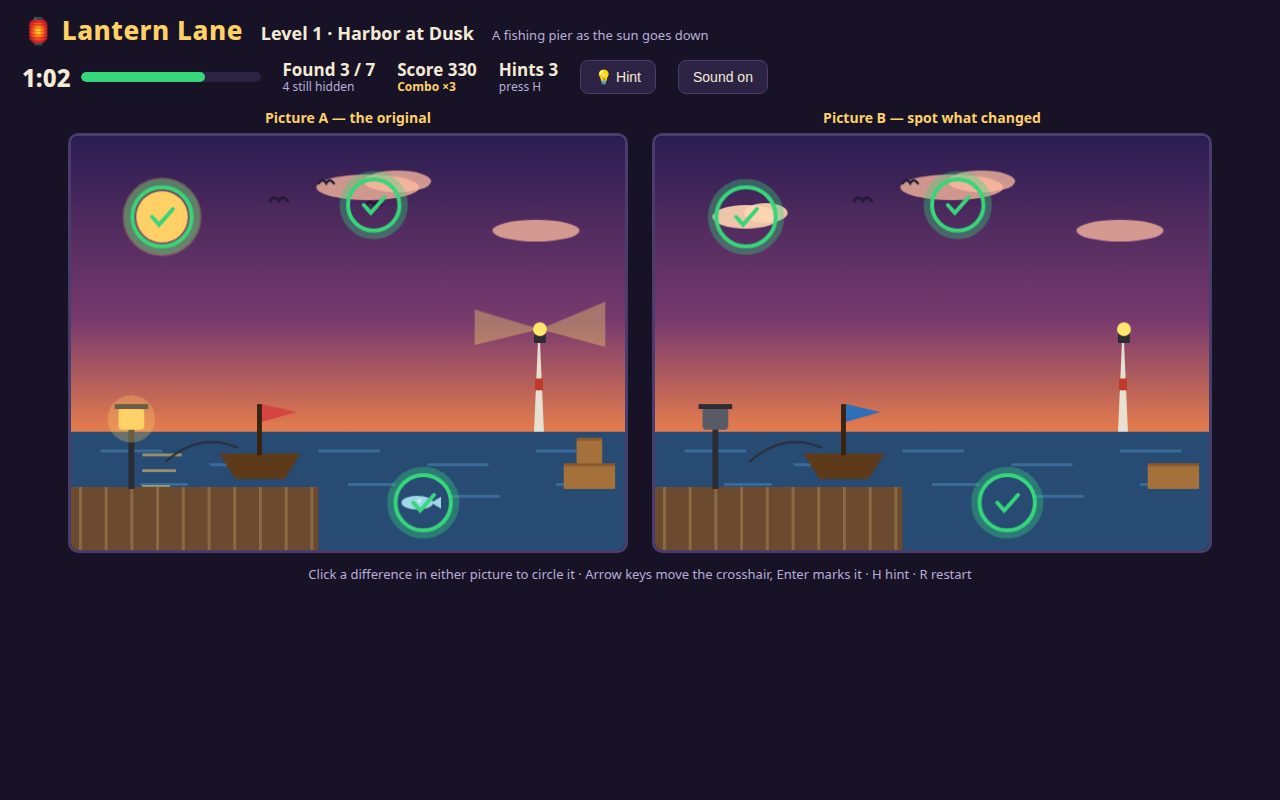 Lantern Lane Level 1 · Harbor at Dusk A fishing pier as the sun goes down
1:02 Found 3 / 7 Score 330 Hints 3 💡 Hint Sound on
4 still hidden Combo ×3 press H
Picture A — the original Picture B — spot what changed
Click a difference in either picture to circle it · Arrow keys move the crosshair, Enter marks it · H hint · R restart